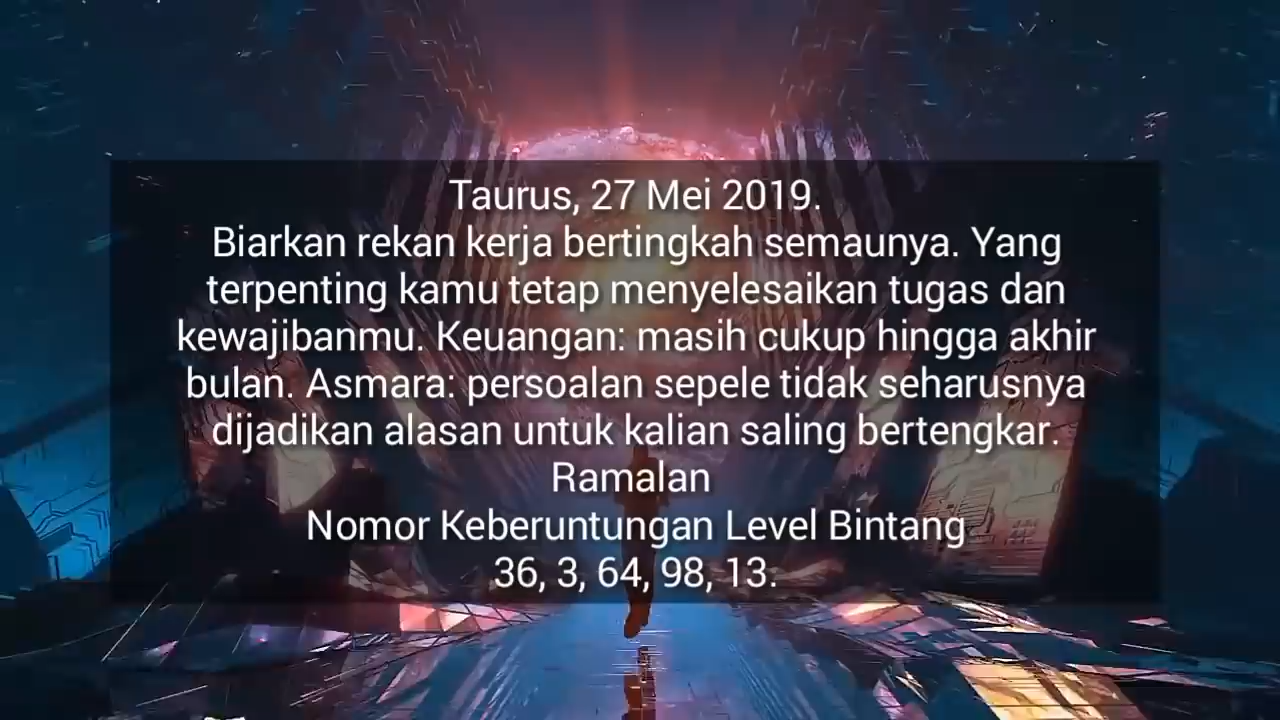 Taurus, 27 Mei 2019.
Biarkan rekan kerja bertingkah semaunya. Yang
terpenting kamu tetap menyelesaikan tugas dan
kewajibanmu. Keuangan: masih cukup hingga akhir
bulan. Asmara: persoalan sepele tidak seharusnya
dijadikan alasan untuk kalian saling bertengkar.
Ramalan
Nomor Keberuntungan Level Bintang
36, 3, 64, 98, 13.